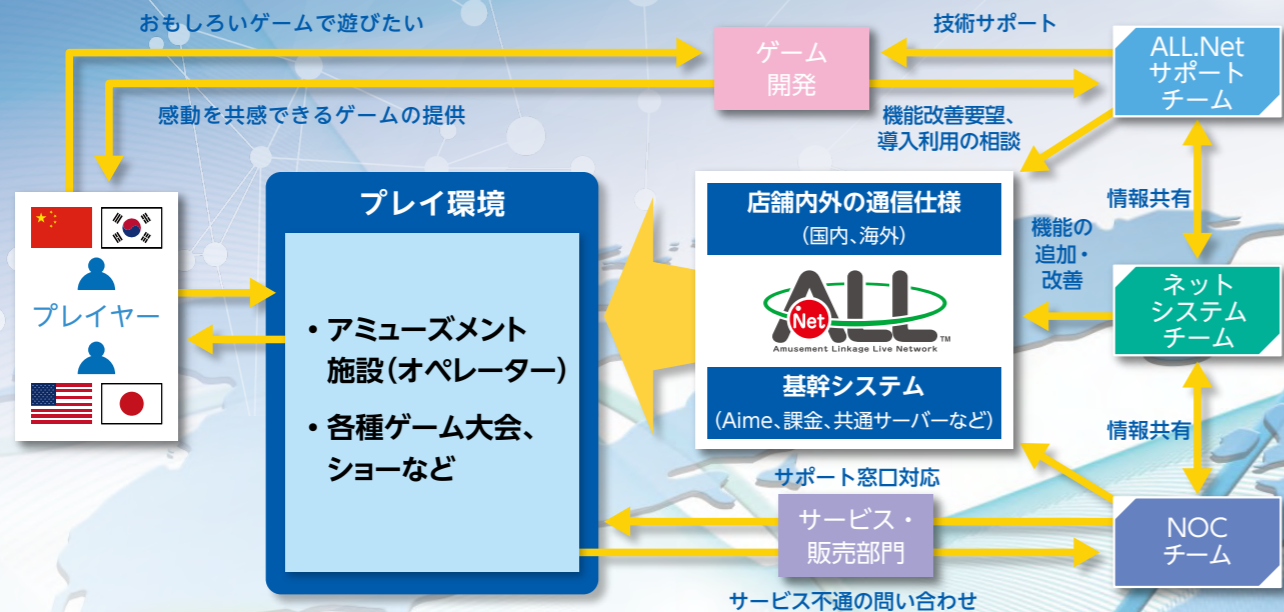 おもしろいゲームで遊びたい
技術サポート
ゲーム
開発
ALL.Net
サポート
チーム
感動を共感できるゲームの提供
機能改善要望、
導入利用の相談
プレイヤー
プレイ環境
・アミューズメント
施設(オペレーター)
・各種ゲーム大会、
ショーなど
店舗内外の通信仕様
(国内、海外)
ALL
.Net
TM
Amusement Linkage Live Network
基幹システム
(Aime、課金、共通サーバーなど)
情報共有
機能の
追加・
改善
ネット
システム
チーム
情報共有
サポート窓口対応
サービス・
販売部門
NOC
チーム
サービス不通の問い合わせ